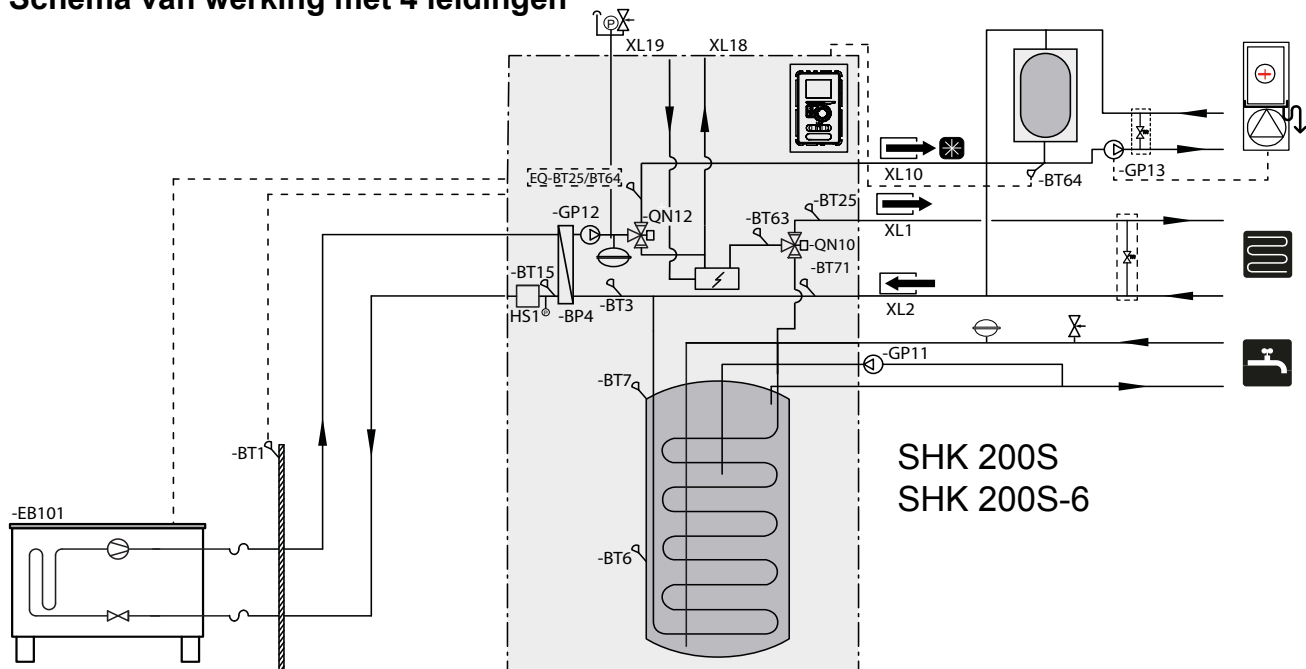 Schema van werking met 4 leidingen
P
XL19
XL18
EQ-BT25/BT64
-GP12
-QN12
XL10
-BT64
-GP13
-BT63
-BT25
-QN10
XL1
-BT71
-BT15
-BT3
XL2
HS1
P
-BP4
-GP11
-BT7
-BT1
SHK 200S
SHK 200S-6
-EB101
-BT6